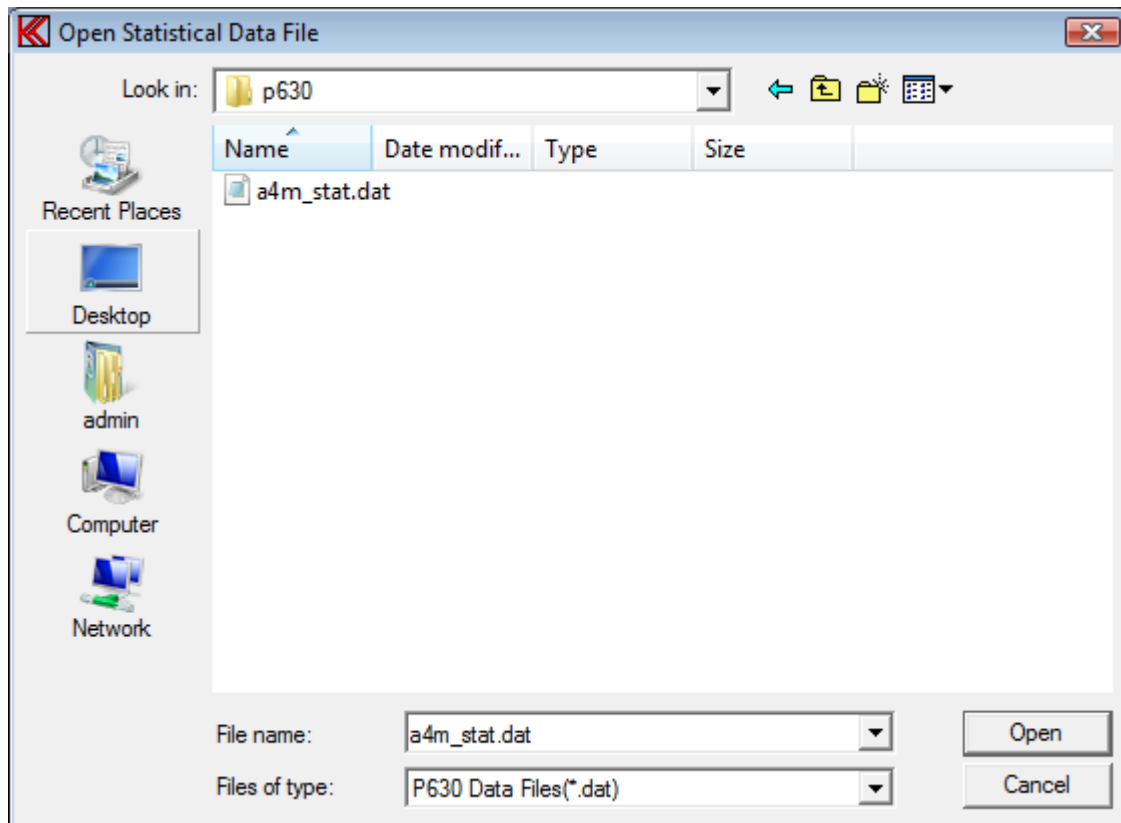 Open Statistical Data File
Look in: p630
Name Date modif... Type Size
a4m_stat.dat
Recent Places
Desktop
admin
Computer
Network
File name: a4m_stat.dat Open
Files of type: P630 Data Files(*.dat) Cancel